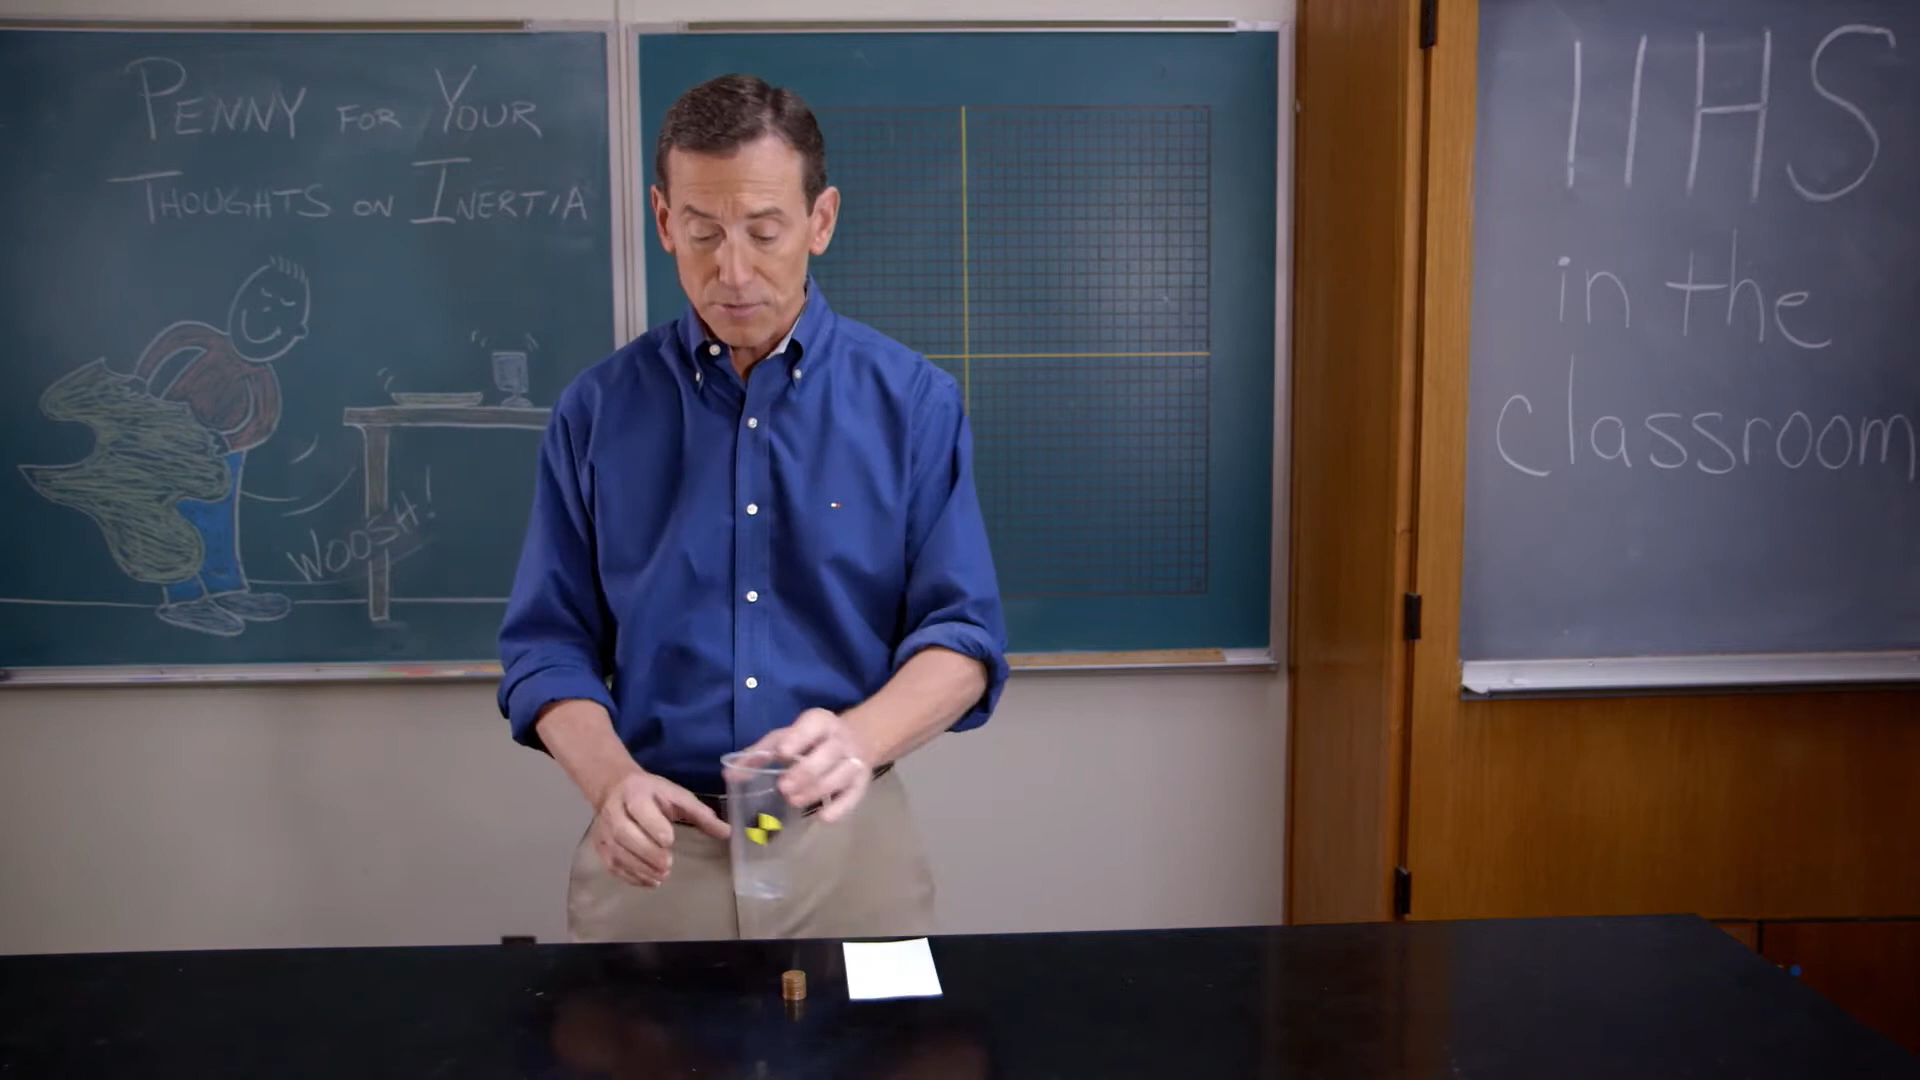 PENNY FOR YOUR
THOUGHTS ON INERTIA
WOOSH!
IIHS
in the
classroom